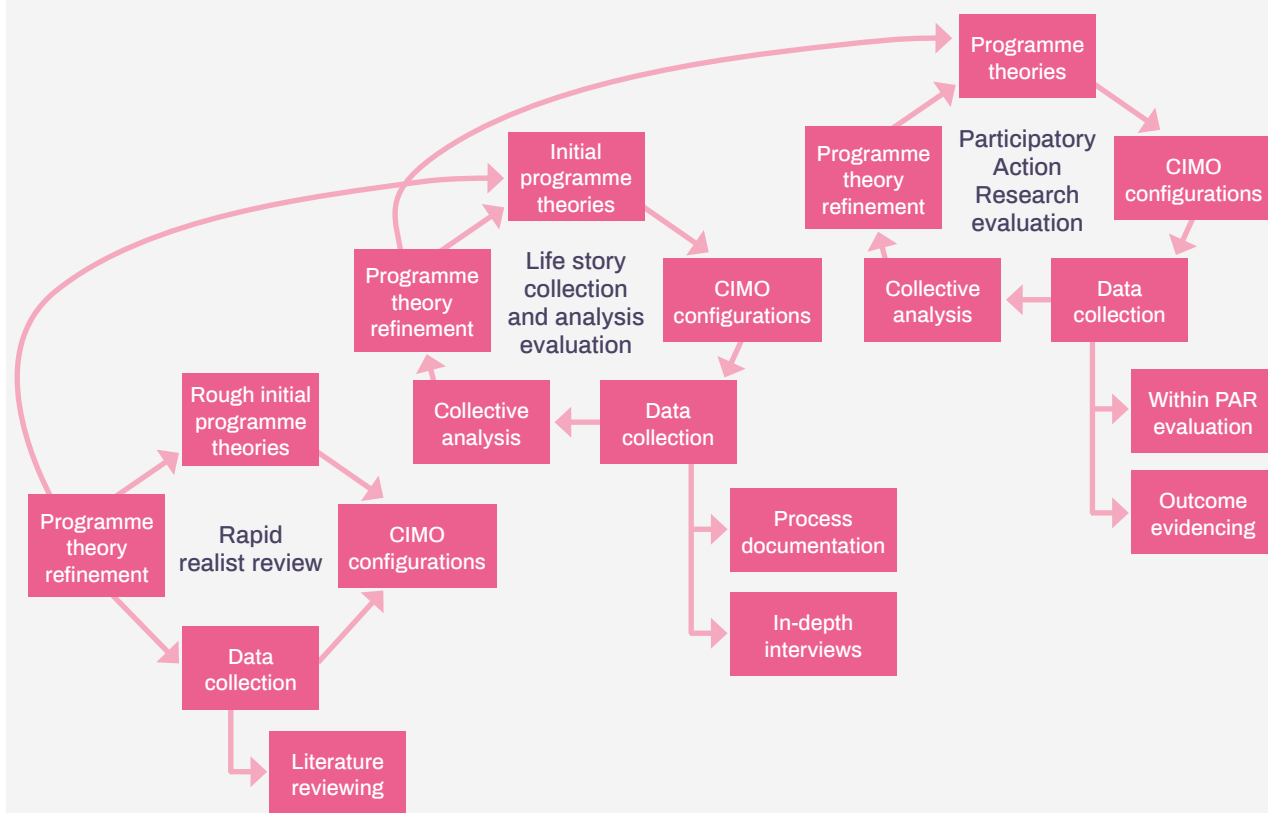 Programme
theories
Participatory
Action
Research
evaluation
CIMO
configurations
Programme
theory
refinement
Collective
analysis
Data
collection
Within PAR
evaluation
Outcome
evidencing
Initial
programme
theories
Programme
theory
refinement
Life story
collection
and analysis
evaluation
CIMO
configurations
Collective
analysis
Data
collection
Process
documentation
In-depth
interviews
Rough initial
programme
theories
Programme
theory
refinement
Rapid
realist review
CIMO
configurations
Data
collection
Literature
reviewing